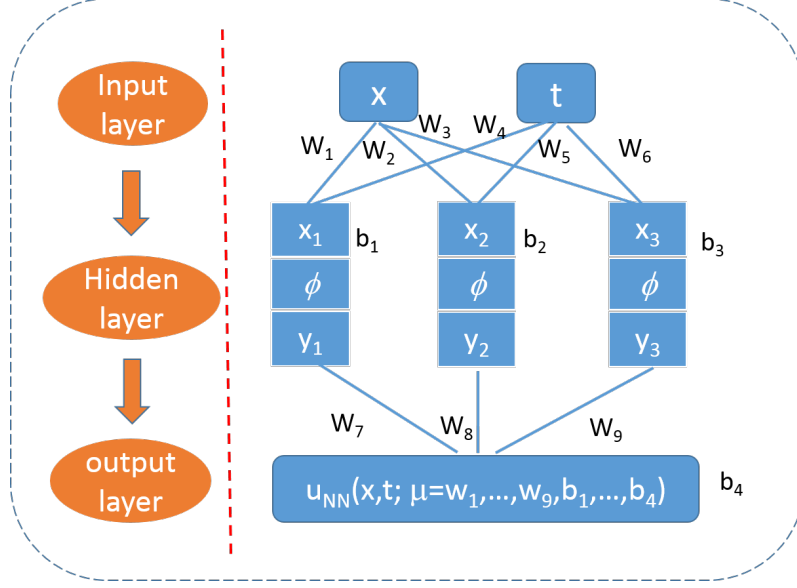 Input
layer
x
t
W₁
W₂
W₃
W₄
W₅
W₆
x₁
b₁
x₂
b₂
x₃
b₃
Hidden
layer
ϕ
ϕ
ϕ
y₁
y₂
y₃
W₇
W₈
W₉
output
layer
u_NN(x,t; μ=w₁,...,w₉,b₁,...,b₄)
b₄